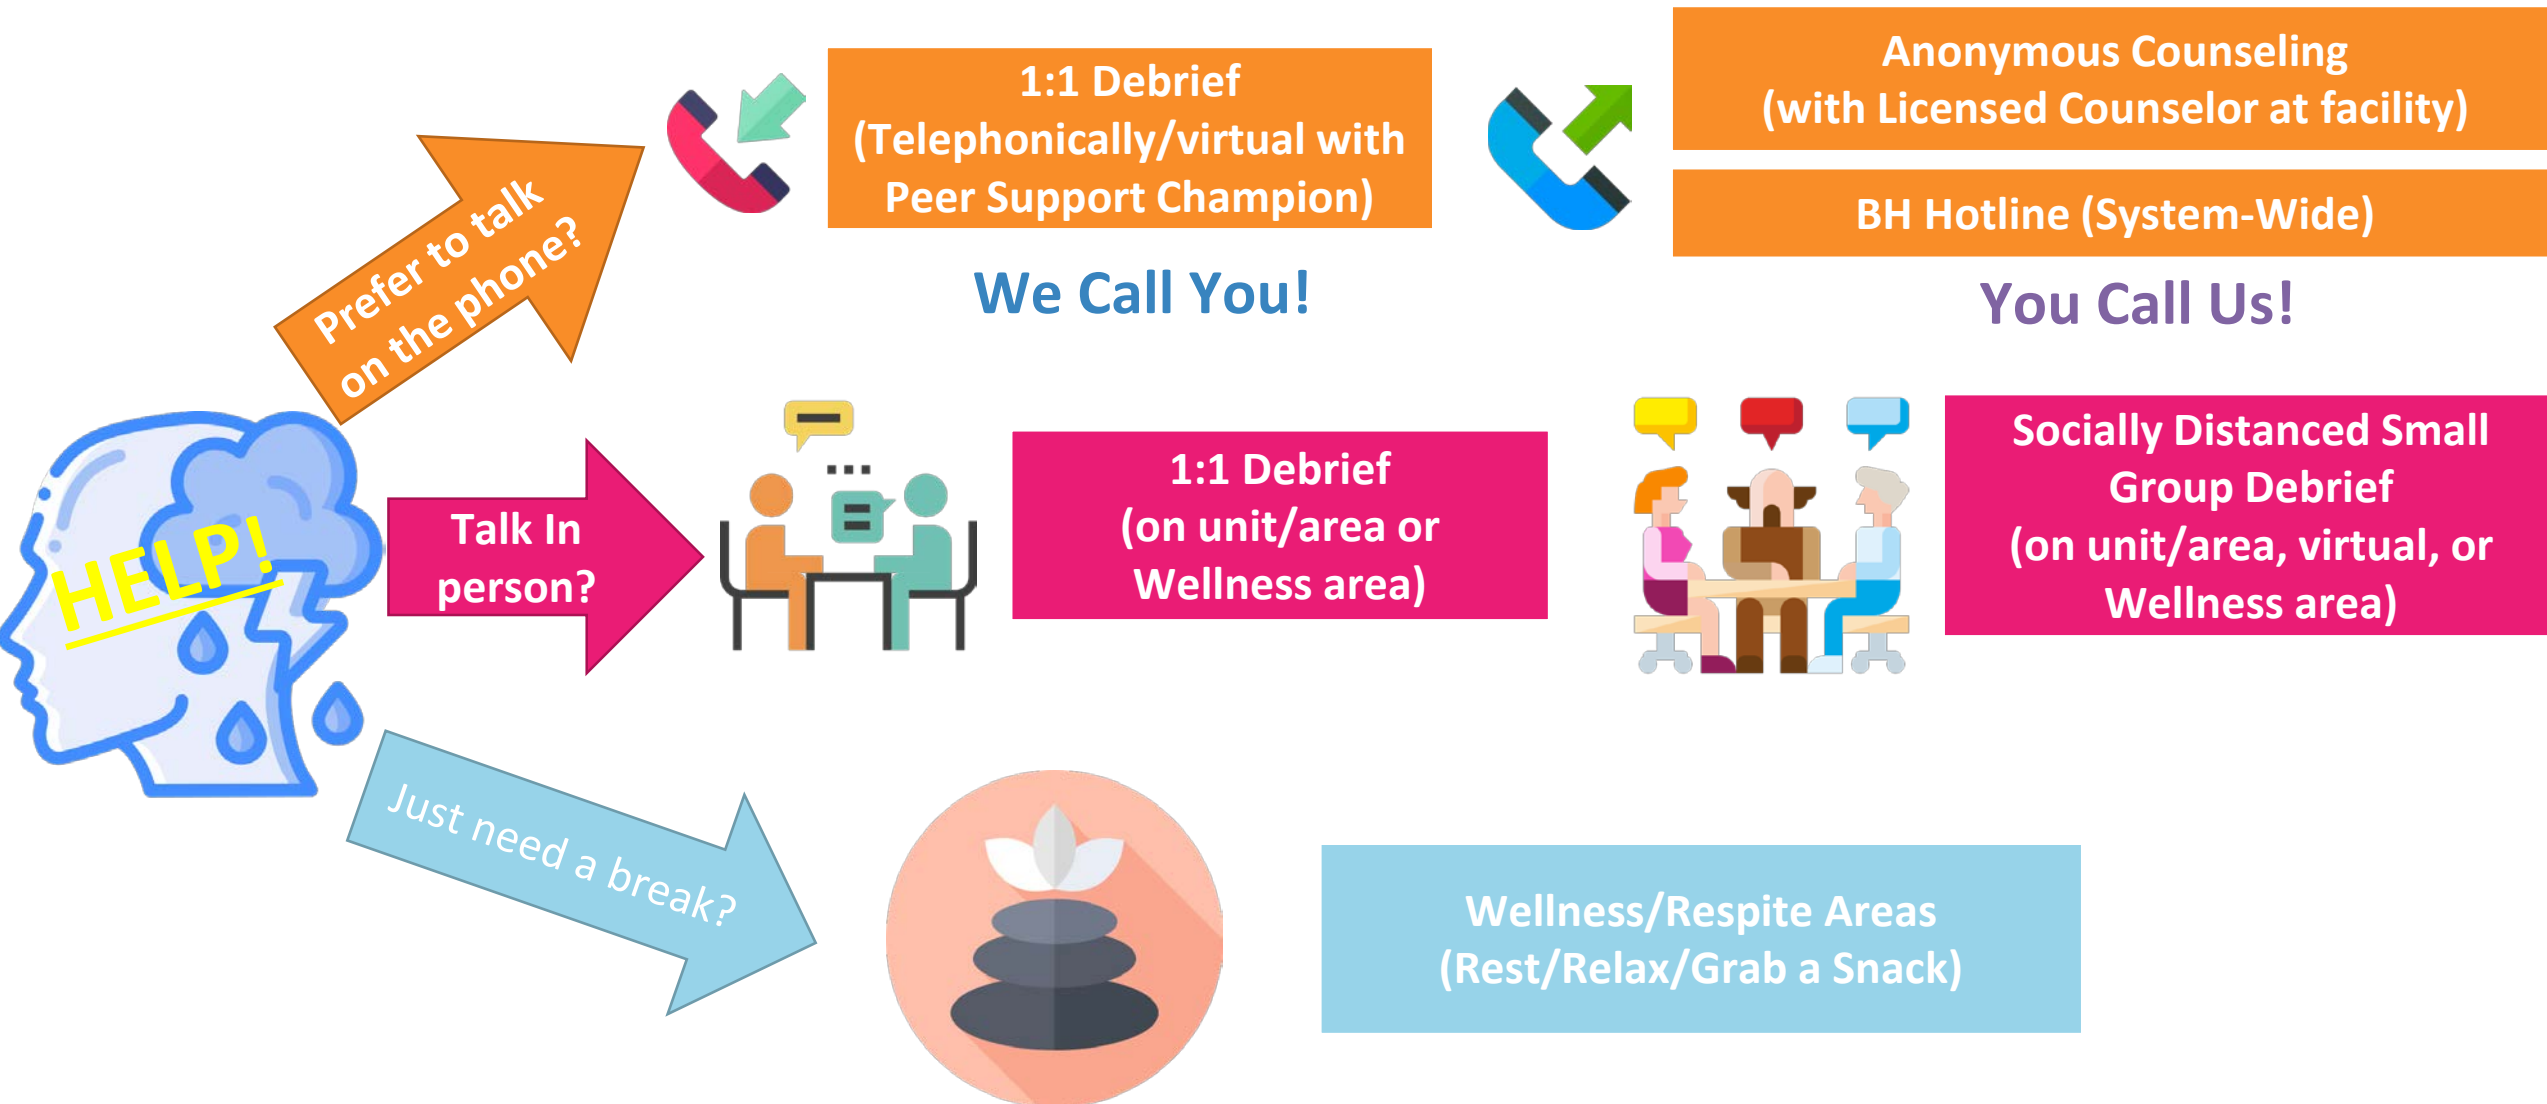 HELP!
Prefer to talk
on the phone?
1:1 Debrief
(Telephonically/virtual with
Peer Support Champion)
We Call You!
Anonymous Counseling
(with Licensed Counselor at facility)
BH Hotline (System-Wide)
You Call Us!
Talk In
person?
1:1 Debrief
(on unit/area or
Wellness area)
Socially Distanced Small
Group Debrief
(on unit/area, virtual, or
Wellness area)
Just need a break?
Wellness/Respite Areas
(Rest/Relax/Grab a Snack)